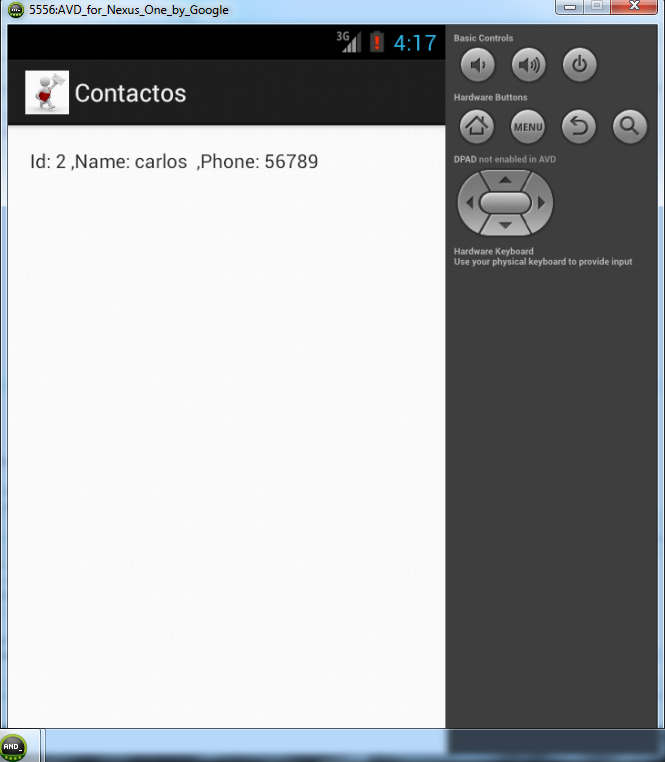 5556:AVD_for_Nexus_One_by_Google
3G 4:17
Contactos
Id: 2 ,Name: carlos  ,Phone: 56789
Basic Controls
Hardware Buttons
MENU
DPAD not enabled in AVD
Hardware Keyboard
Use your physical keyboard to provide input
AND_